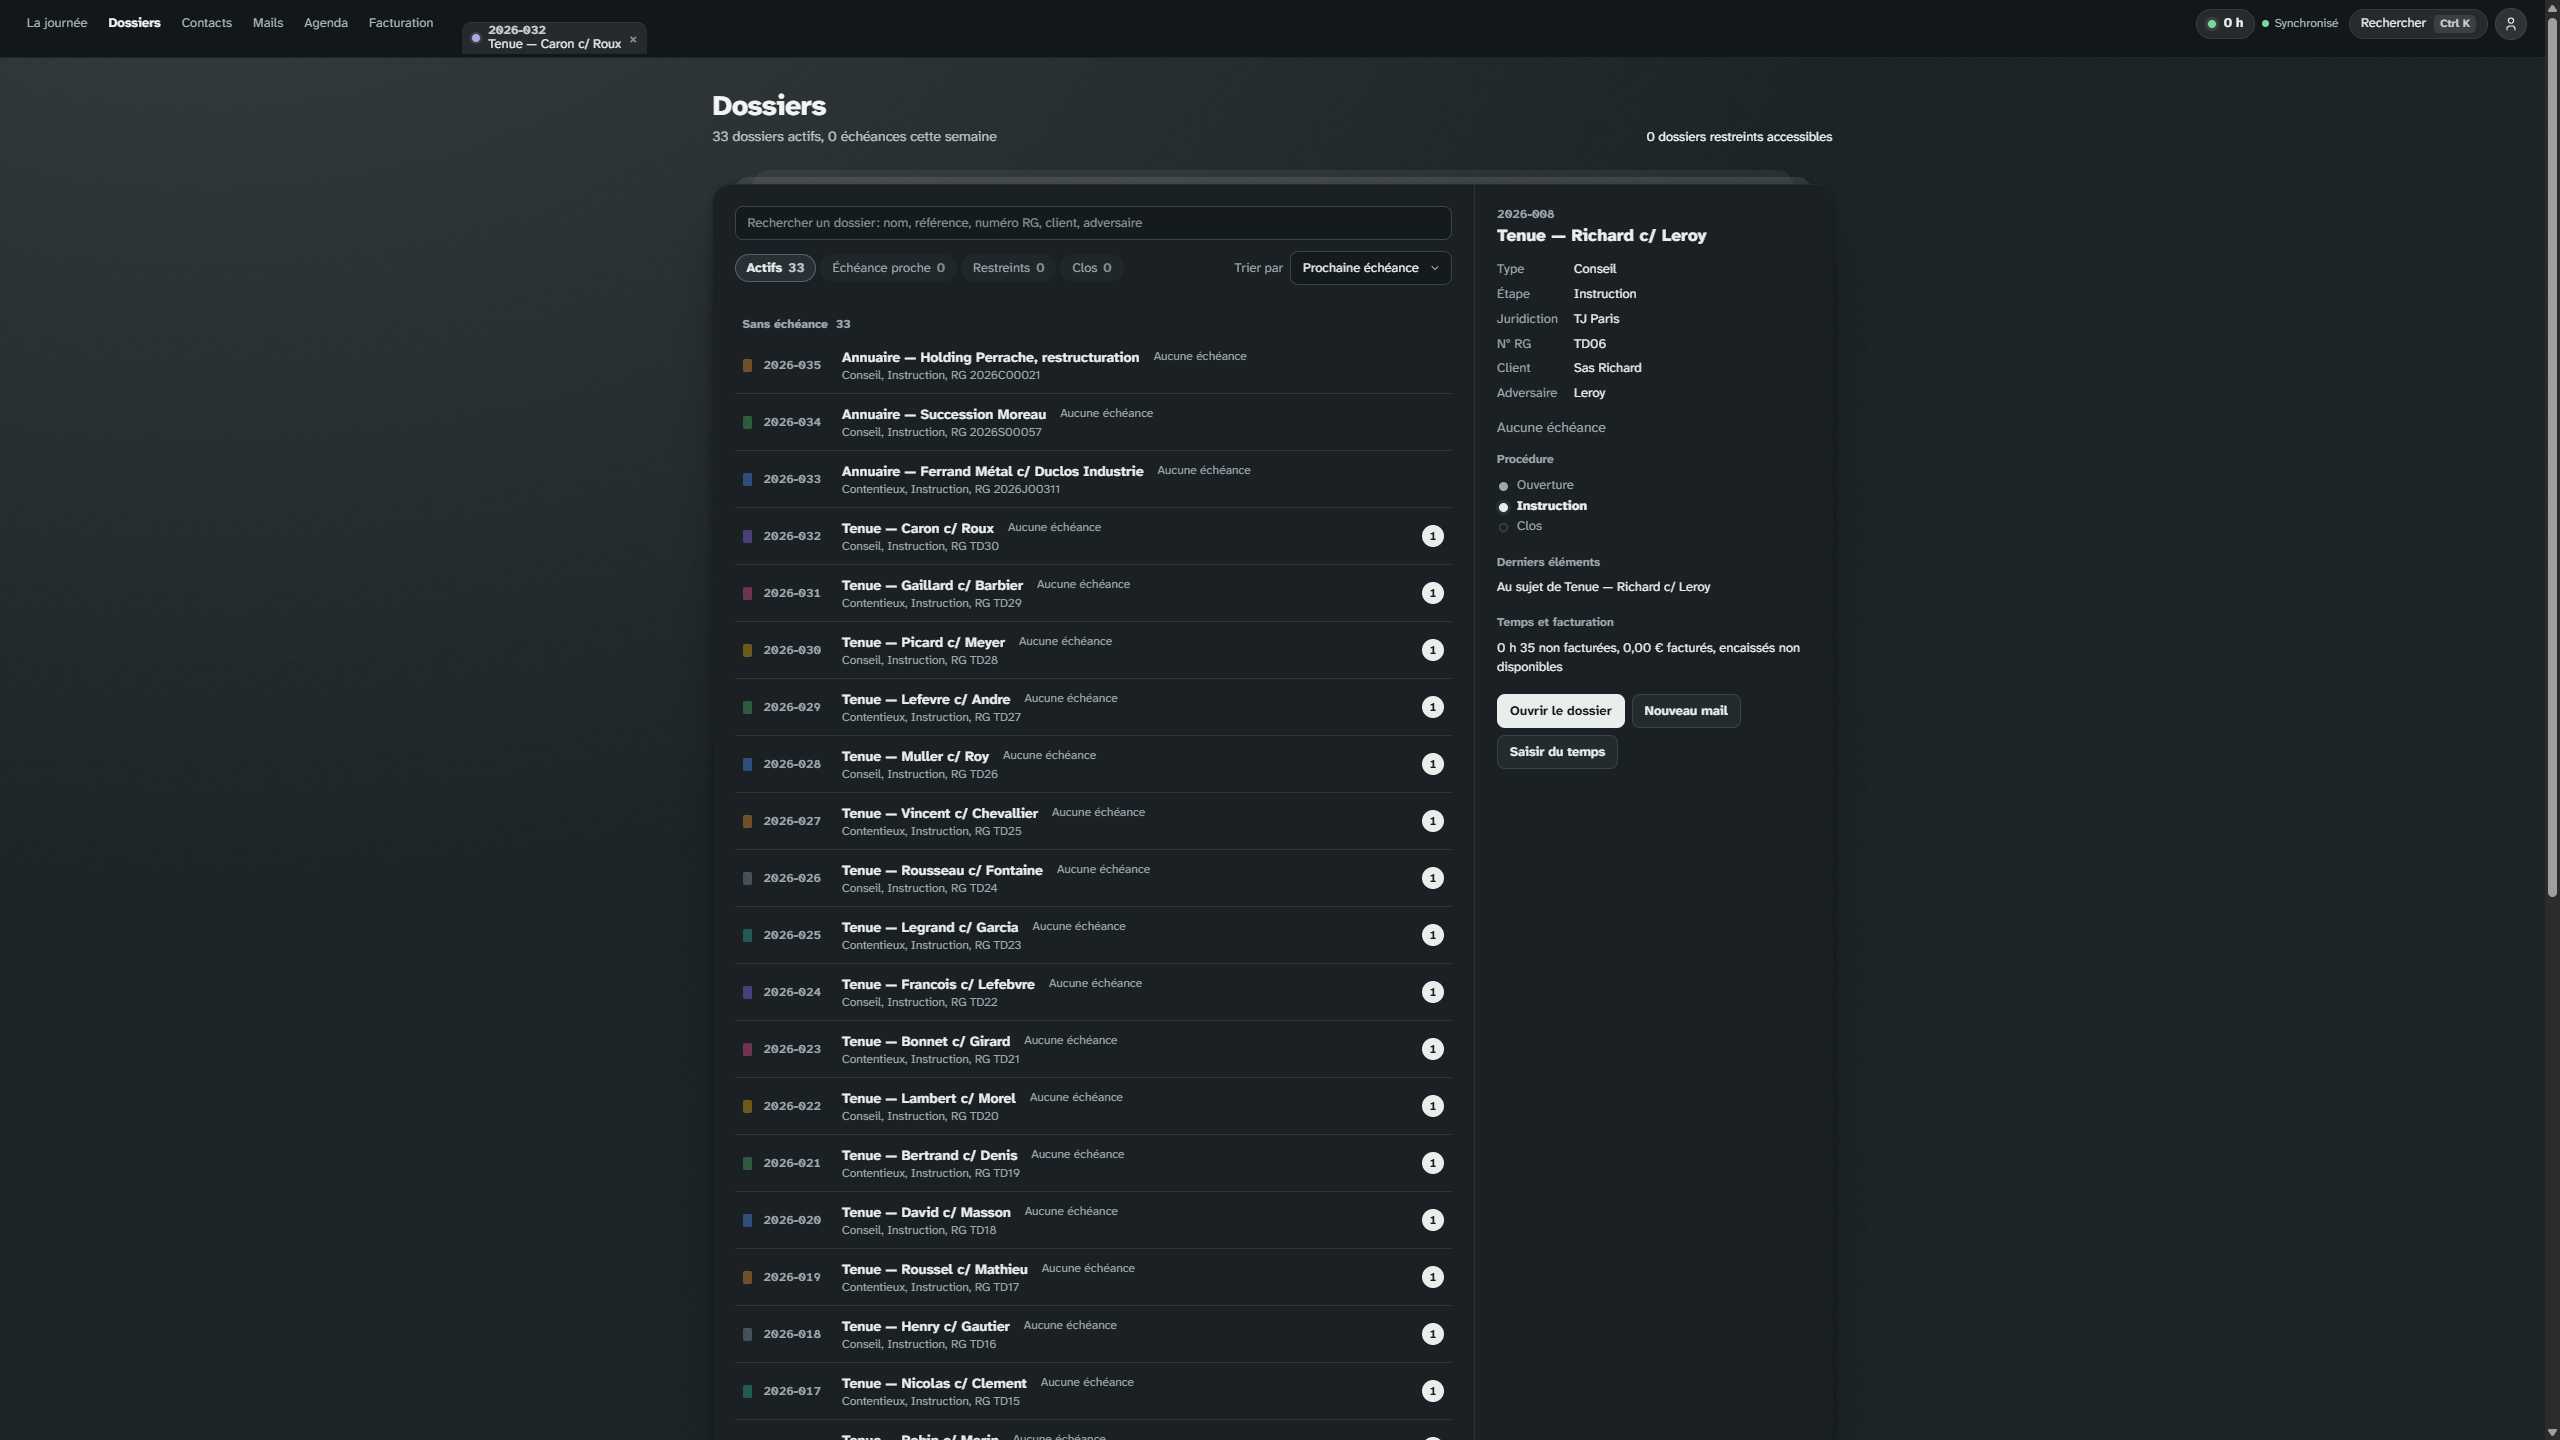 La journée Dossiers Contacts Mails Agenda Facturation
2026-032
Tenue — Caron c/ Roux ×
0 h Synchronisé Rechercher Ctrl K
Dossiers
33 dossiers actifs, 0 échéances cette semaine
0 dossiers restreints accessibles
Rechercher un dossier: nom, référence, numéro RG, client, adversaire
Actifs 33 Échéance proche 0 Restreints 0 Clos 0 Trier par Prochaine échéance
Sans échéance 33
2026-035 Annuaire — Holding Perrache, restructuration Aucune échéance
Conseil, Instruction, RG 2026C00021
2026-034 Annuaire — Succession Moreau Aucune échéance
Conseil, Instruction, RG 2026S00057
2026-033 Annuaire — Ferrand Métal c/ Duclos Industrie Aucune échéance
Contentieux, Instruction, RG 2026J00311
2026-032 Tenue — Caron c/ Roux Aucune échéance 1
Conseil, Instruction, RG TD30
2026-031 Tenue — Gaillard c/ Barbier Aucune échéance 1
Contentieux, Instruction, RG TD29
2026-030 Tenue — Picard c/ Meyer Aucune échéance 1
Conseil, Instruction, RG TD28
2026-029 Tenue — Lefevre c/ Andre Aucune échéance 1
Contentieux, Instruction, RG TD27
2026-028 Tenue — Muller c/ Roy Aucune échéance 1
Conseil, Instruction, RG TD26
2026-027 Tenue — Vincent c/ Chevallier Aucune échéance 1
Contentieux, Instruction, RG TD25
2026-026 Tenue — Rousseau c/ Fontaine Aucune échéance 1
Conseil, Instruction, RG TD24
2026-025 Tenue — Legrand c/ Garcia Aucune échéance 1
Contentieux, Instruction, RG TD23
2026-024 Tenue — Francois c/ Lefebvre Aucune échéance 1
Conseil, Instruction, RG TD22
2026-023 Tenue — Bonnet c/ Girard Aucune échéance 1
Contentieux, Instruction, RG TD21
2026-022 Tenue — Lambert c/ Morel Aucune échéance 1
Conseil, Instruction, RG TD20
2026-021 Tenue — Bertrand c/ Denis Aucune échéance 1
Contentieux, Instruction, RG TD19
2026-020 Tenue — David c/ Masson Aucune échéance 1
Conseil, Instruction, RG TD18
2026-019 Tenue — Roussel c/ Mathieu Aucune échéance 1
Contentieux, Instruction, RG TD17
2026-018 Tenue — Henry c/ Gautier Aucune échéance 1
Conseil, Instruction, RG TD16
2026-017 Tenue — Nicolas c/ Clement Aucune échéance 1
Contentieux, Instruction, RG TD15
Tenue — Robin c/ Morin Aucune échéance
2026-008
Tenue — Richard c/ Leroy
Type Conseil
Étape Instruction
Juridiction TJ Paris
N° RG TD06
Client Sas Richard
Adversaire Leroy
Aucune échéance
Procédure
Ouverture
Instruction
Clos
Derniers éléments
Au sujet de Tenue — Richard c/ Leroy
Temps et facturation
0 h 35 non facturées, 0,00 € facturés, encaissés non
disponibles
Ouvrir le dossier Nouveau mail
Saisir du temps